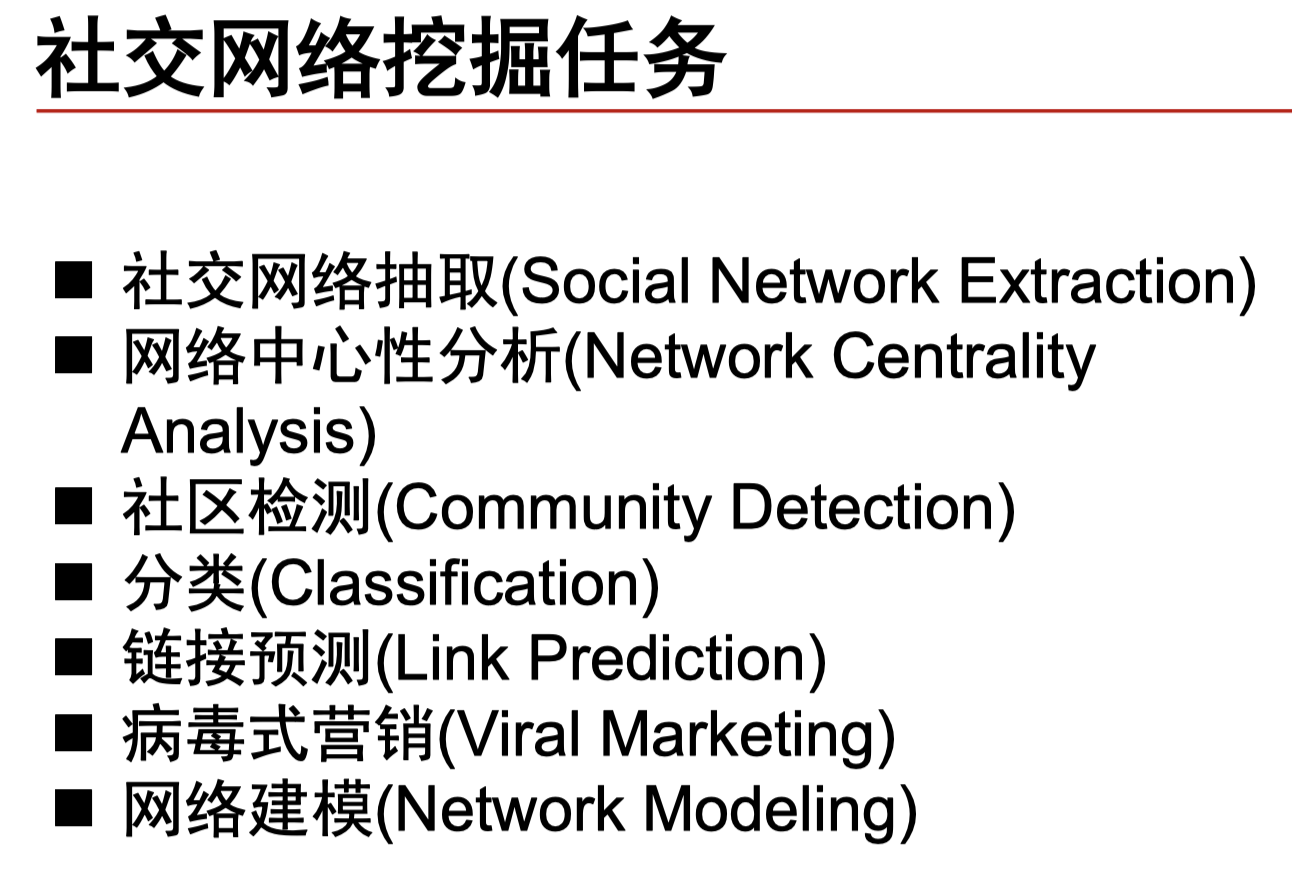 社交网络挖掘任务
■ 社交网络抽取(Social Network Extraction)
■ 网络中心性分析(Network Centrality
Analysis)
■ 社区检测(Community Detection)
■ 分类(Classification)
■ 链接预测(Link Prediction)
■ 病毒式营销(Viral Marketing)
■ 网络建模(Network Modeling)